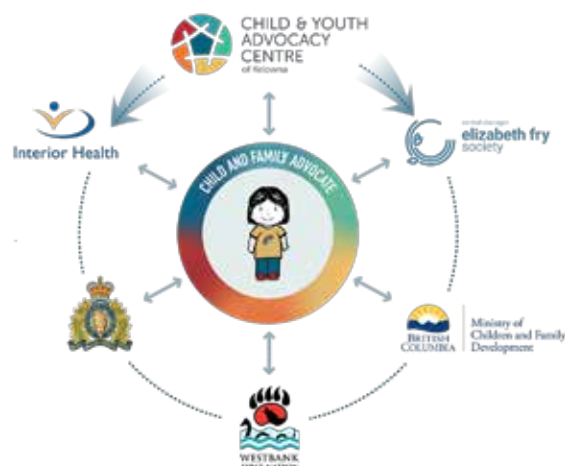 CHILD & YOUTH
ADVOCACY
CENTRE
of Kelowna
Interior Health
elizabeth fry
society
CHILD AND FAMILY ADVOCATE
BRITISH
COLUMBIA
Ministry of
Children and Family
Development
WESTBANK